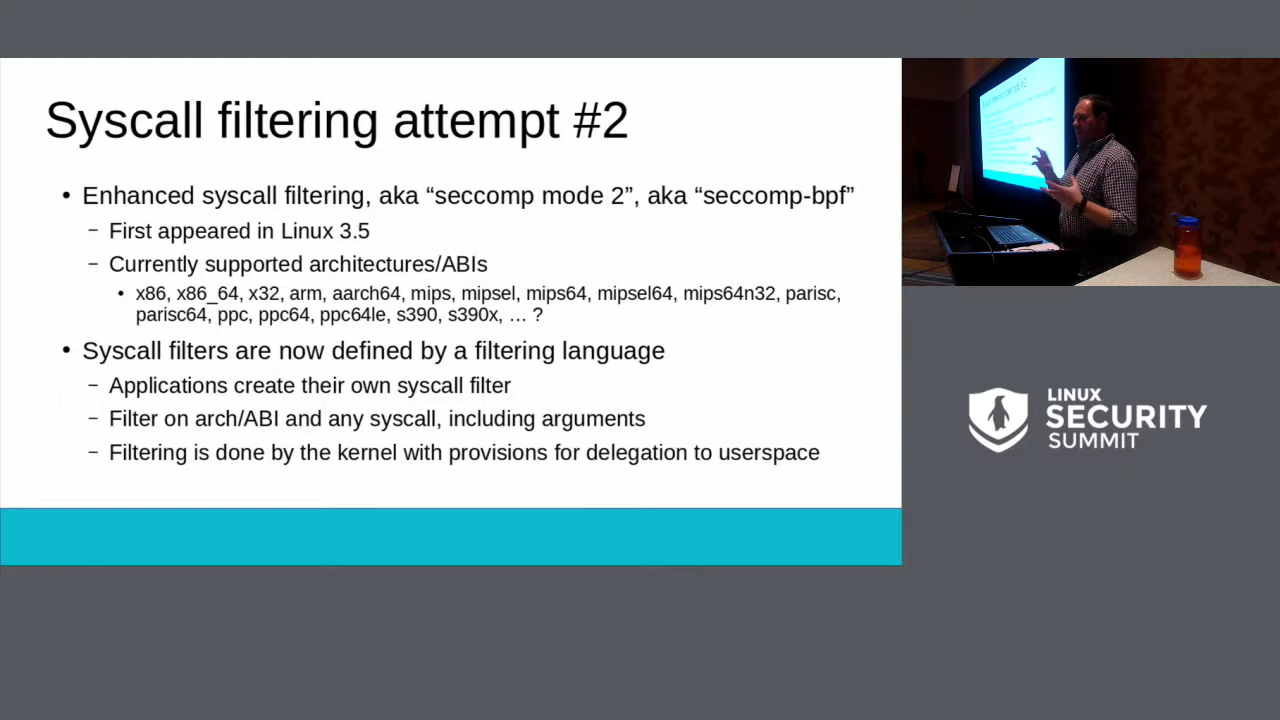 Syscall filtering attempt #2
• Enhanced syscall filtering, aka “seccomp mode 2”, aka “seccomp-bpf”
– First appeared in Linux 3.5
– Currently supported architectures/ABIs
• x86, x86_64, x32, arm, aarch64, mips, mipsel, mips64, mipsel64, mips64n32, parisc,
parisc64, ppc, ppc64, ppc64le, s390, s390x, … ?
• Syscall filters are now defined by a filtering language
– Applications create their own syscall filter
– Filter on arch/ABI and any syscall, including arguments
– Filtering is done by the kernel with provisions for delegation to userspace
LINUX
SECURITY
SUMMIT